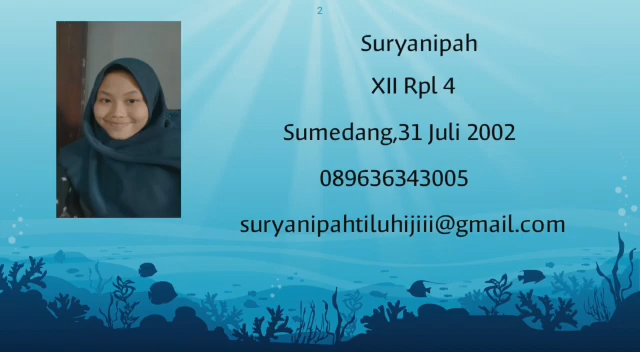 2
Suryanipah
XII Rpl 4
Sumedang,31 Juli 2002
089636343005
suryanipahtiluhijiii@gmail.com